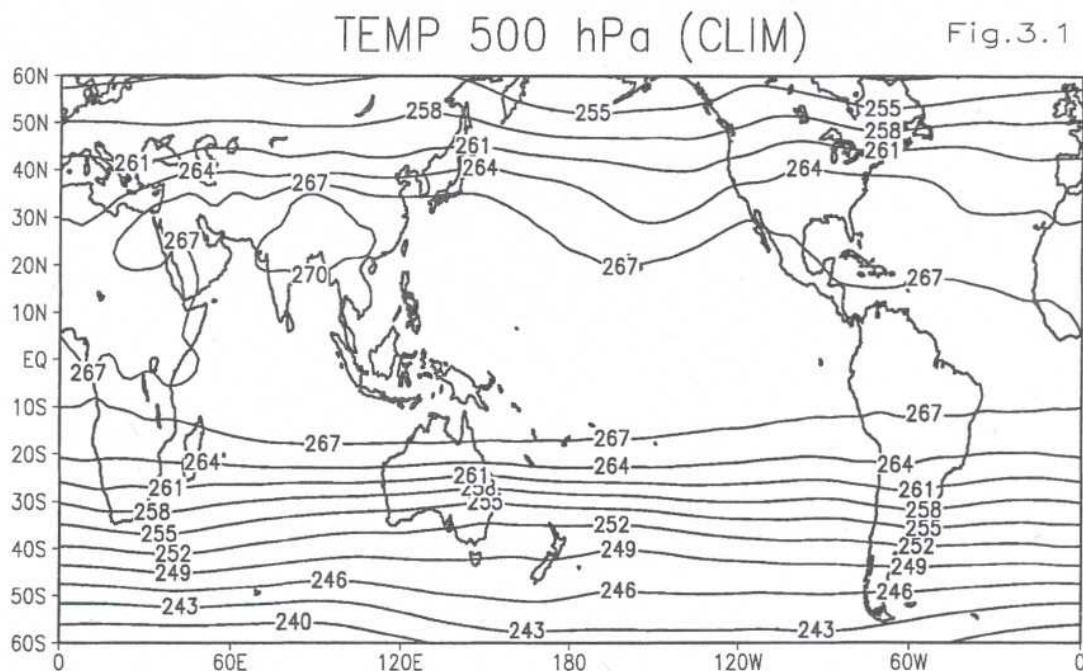 TEMP 500 hPa (CLIM) Fig.3.1
60N
255 255
258 258
50N
261 261 261
264 264 264
40N
267
30N
267
267
20N
270 267
10N
EQ
267
10S
267
267 267
20S
264 264 264
261 261 261
30S
258 258 258
255 255 255
252
40S
252 252
249 249 249
246 246 246
50S
243
240 243 243
60S
0 60E 120E 180 120W 60W 0